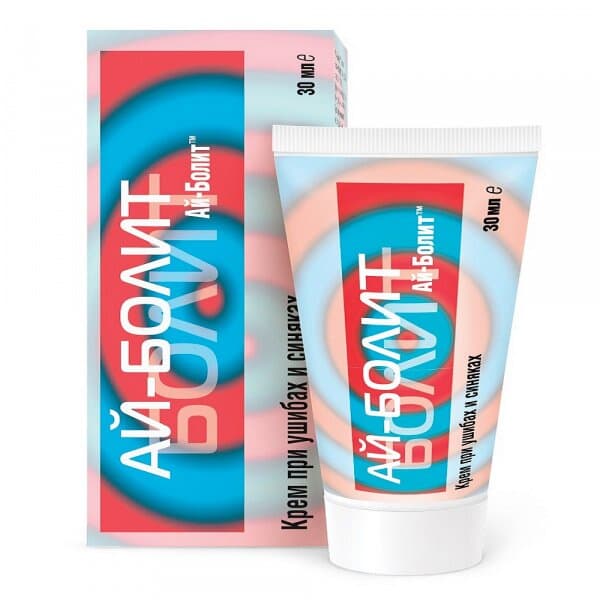 АЙ-БОЛИТ
БОЛИТ
Ай-Болит™
Крем при ушибах и синяках
30 мл e
АЙ-БОЛИТ
БОЛИТ
Ай-Болит™
Крем при ушибах и синяках
30 мл e